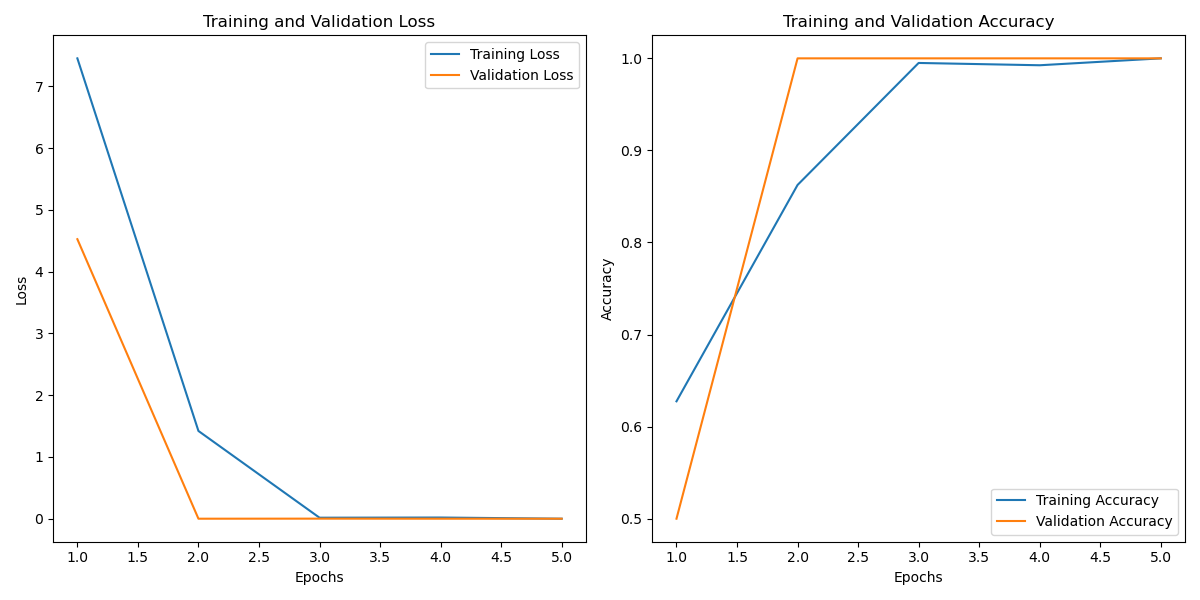 Training and Validation Loss
Training Loss
Validation Loss
7
6
5
4
3
2
1
0
Loss
1.0 1.5 2.0 2.5 3.0 3.5 4.0 4.5 5.0
Epochs
Training and Validation Accuracy
1.0
0.9
0.8
0.7
0.6
0.5
Accuracy
Training Accuracy
Validation Accuracy
1.0 1.5 2.0 2.5 3.0 3.5 4.0 4.5 5.0
Epochs